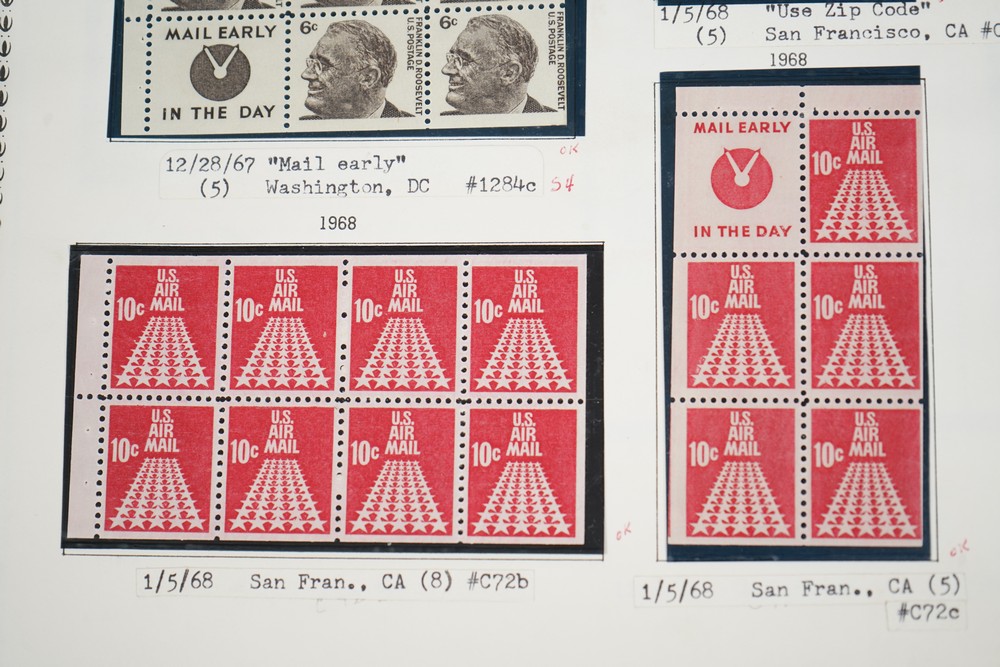 MAIL EARLY
IN THE DAY
6c
FRANKLIN D. ROOSEVELT
U.S. POSTAGE
6c
FRANKLIN D. ROOSEVELT
U.S. POSTAGE
12/28/67 "Mail early"
(5) Washington, DC #1284c
OK
S4
1/5/68 "Use Zip Code"
(5) San Francisco, CA
1968
U.S. AIR MAIL 10c
U.S. AIR MAIL 10c
U.S. AIR MAIL 10c
U.S. AIR MAIL 10c
U.S. AIR MAIL 10c
U.S. AIR MAIL 10c
U.S. AIR MAIL 10c
U.S. AIR MAIL 10c
OK
1/5/68 San Fran., CA (8) #C72b
1968
MAIL EARLY
IN THE DAY
U.S. AIR MAIL 10c
U.S. AIR MAIL 10c
U.S. AIR MAIL 10c
U.S. AIR MAIL 10c
U.S. AIR MAIL 10c
OK
1/5/68 San Fran., CA (5)
#C72c